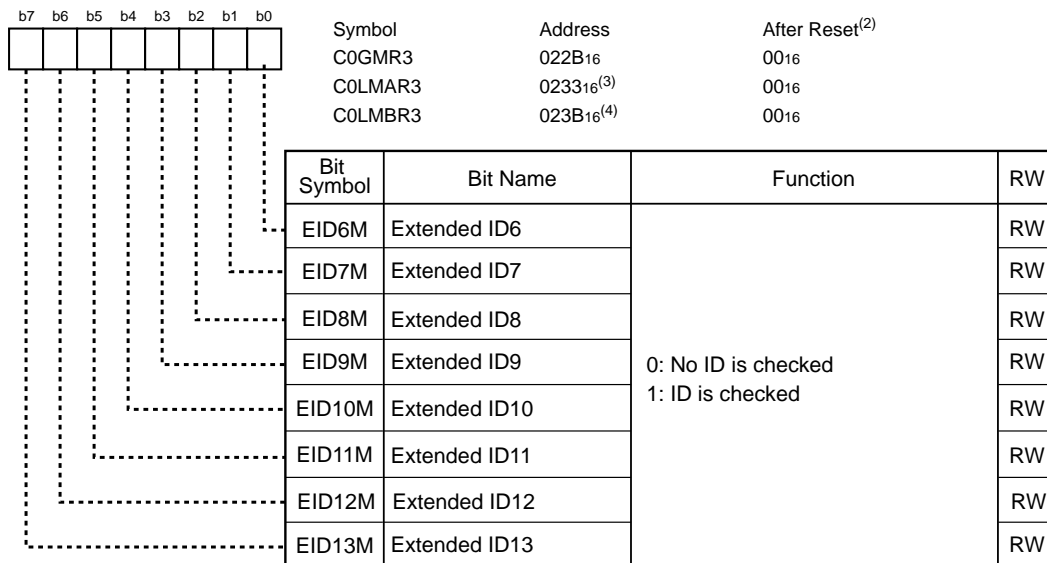 b7 b6 b5 b4 b3 b2 b1 b0
Symbol Address After Reset(2)
C0GMR3 022B16 0016
C0LMAR3 023316(3) 0016
C0LMBR3 023B16(4) 0016
Bit Symbol Bit Name Function RW
EID6M Extended ID6 RW
EID7M Extended ID7 RW
EID8M Extended ID8 RW
EID9M Extended ID9 0: No ID is checked RW
1: ID is checked
EID10M Extended ID10 RW
EID11M Extended ID11 RW
EID12M Extended ID12 RW
EID13M Extended ID13 RW